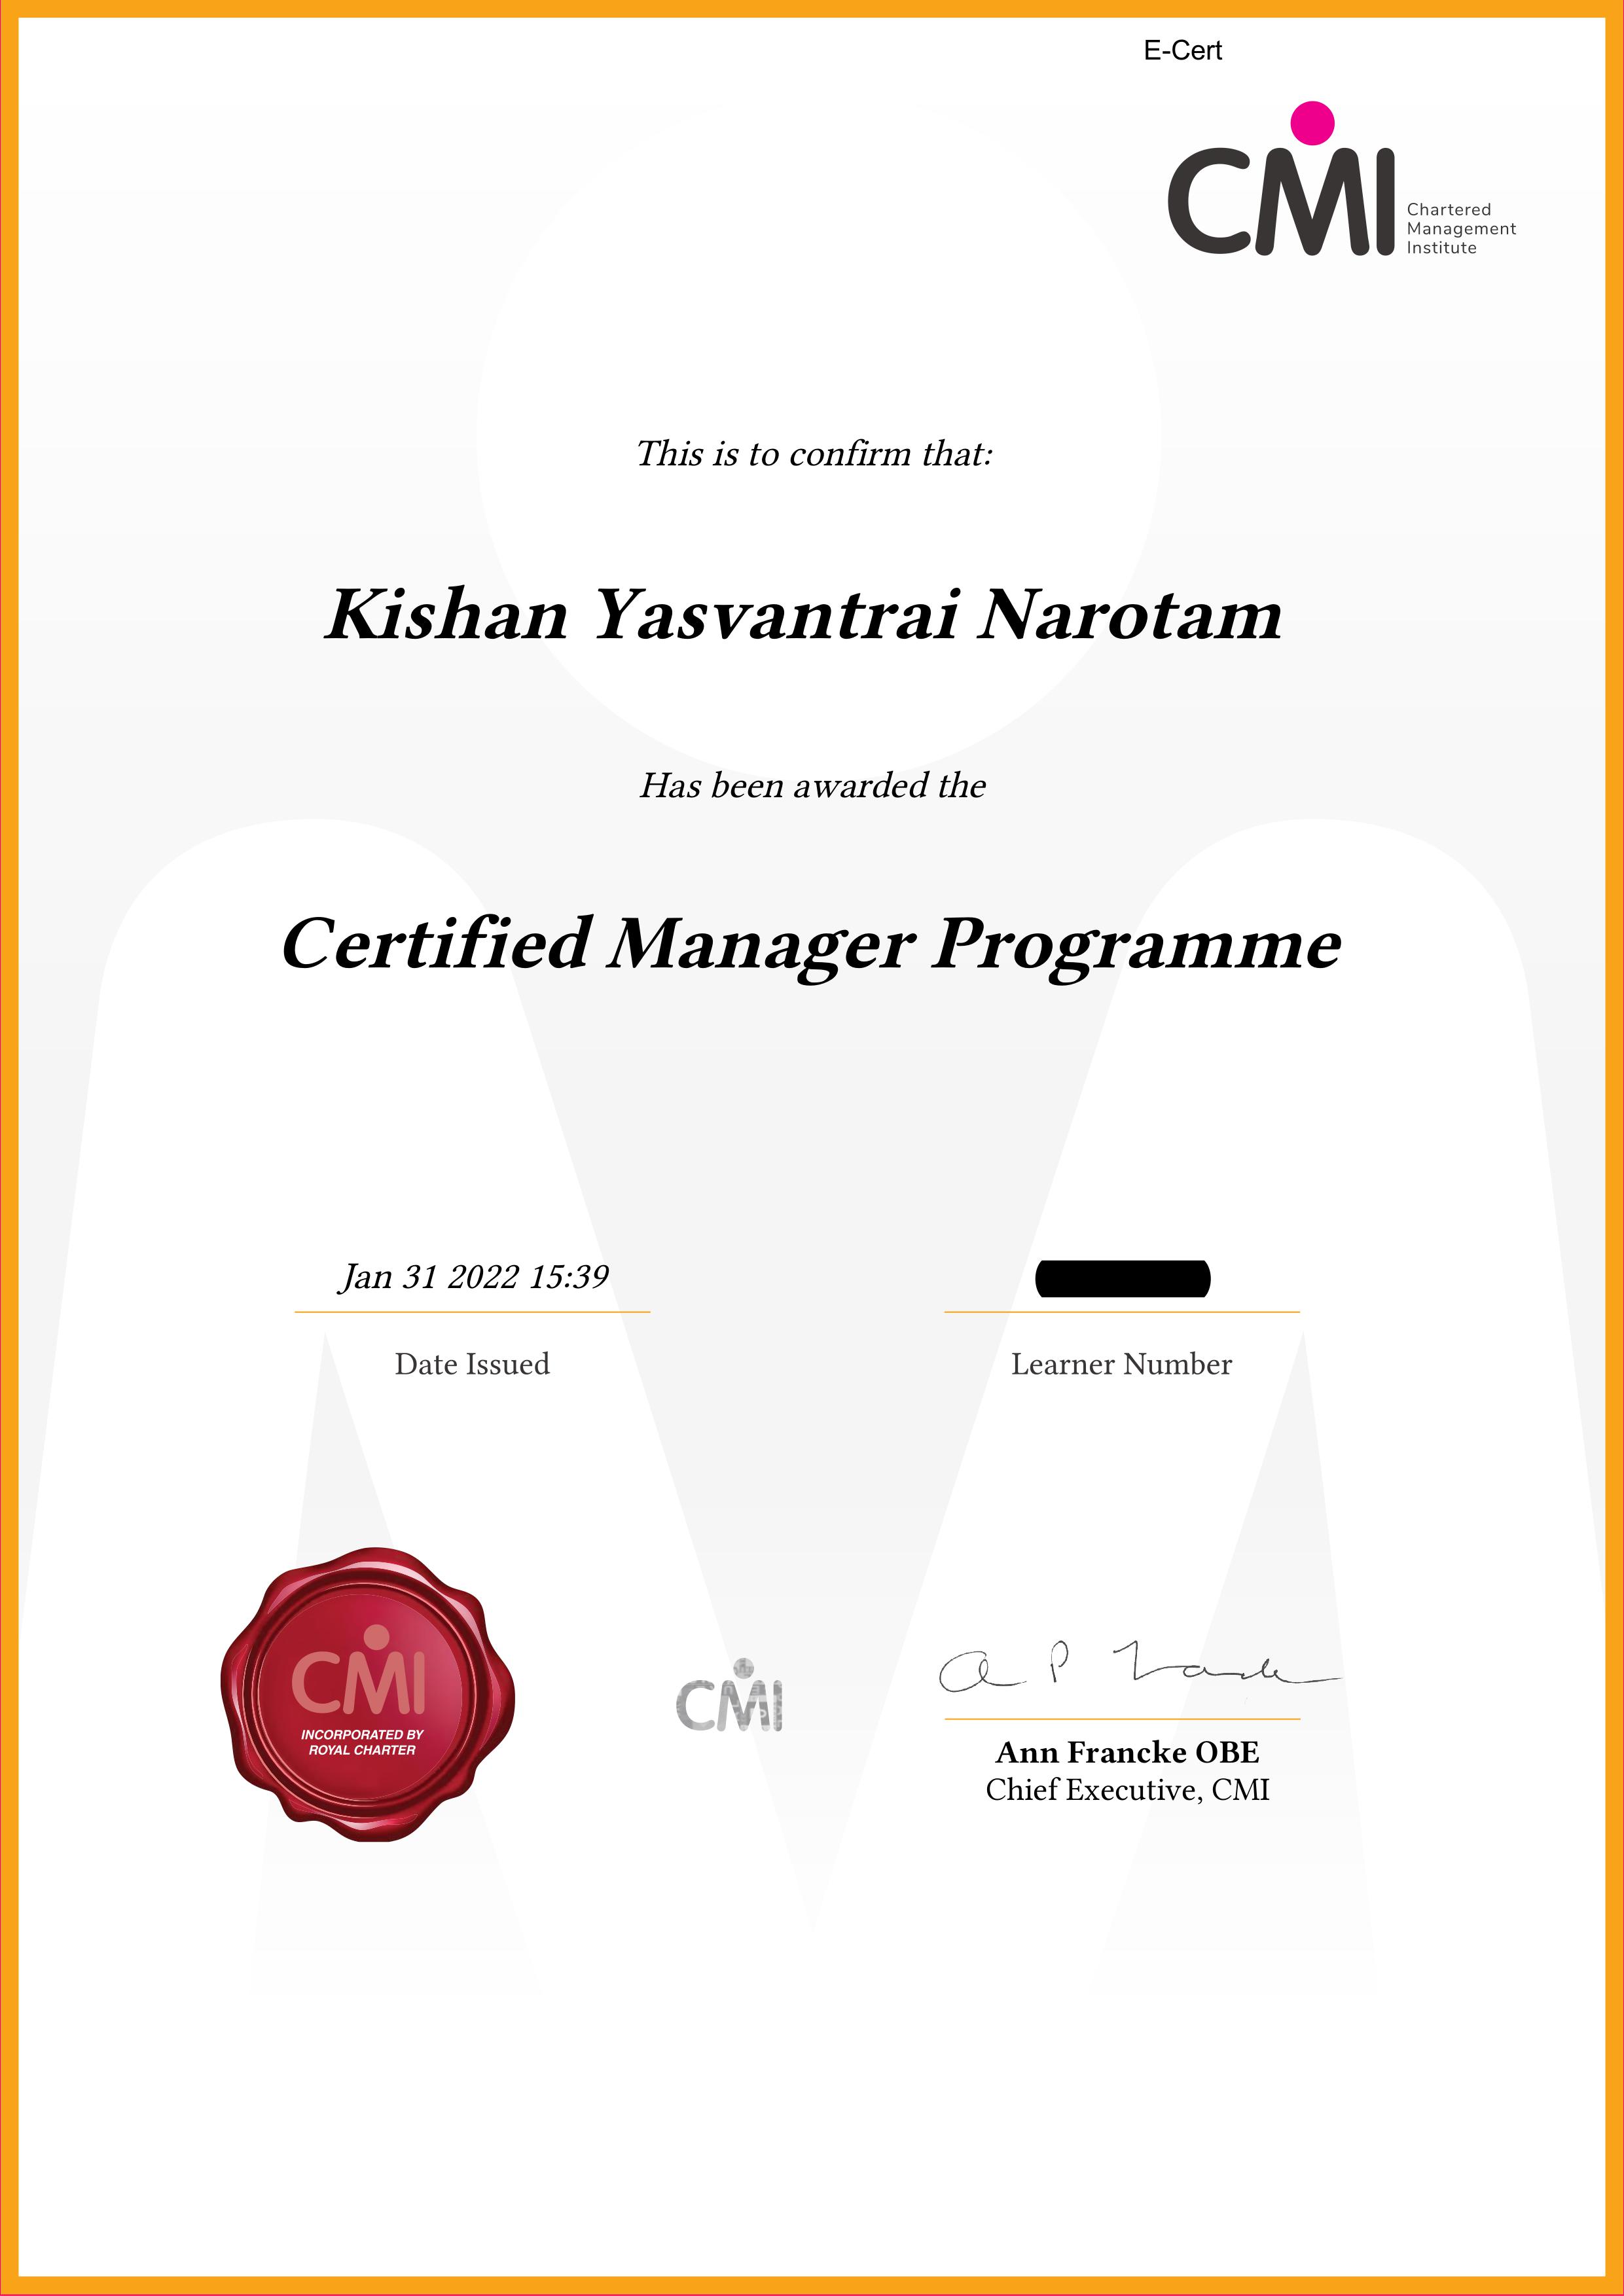 E-Cert
CMI
Chartered
Management
Institute
This is to confirm that:
Kishan Yasvantrai Narotam
Has been awarded the
Certified Manager Programme
Jan 31 2022 15:39
Date Issued
Learner Number
CMI
INCORPORATED BY
ROYAL CHARTER
CMI
Ann Francke OBE
Chief Executive, CMI